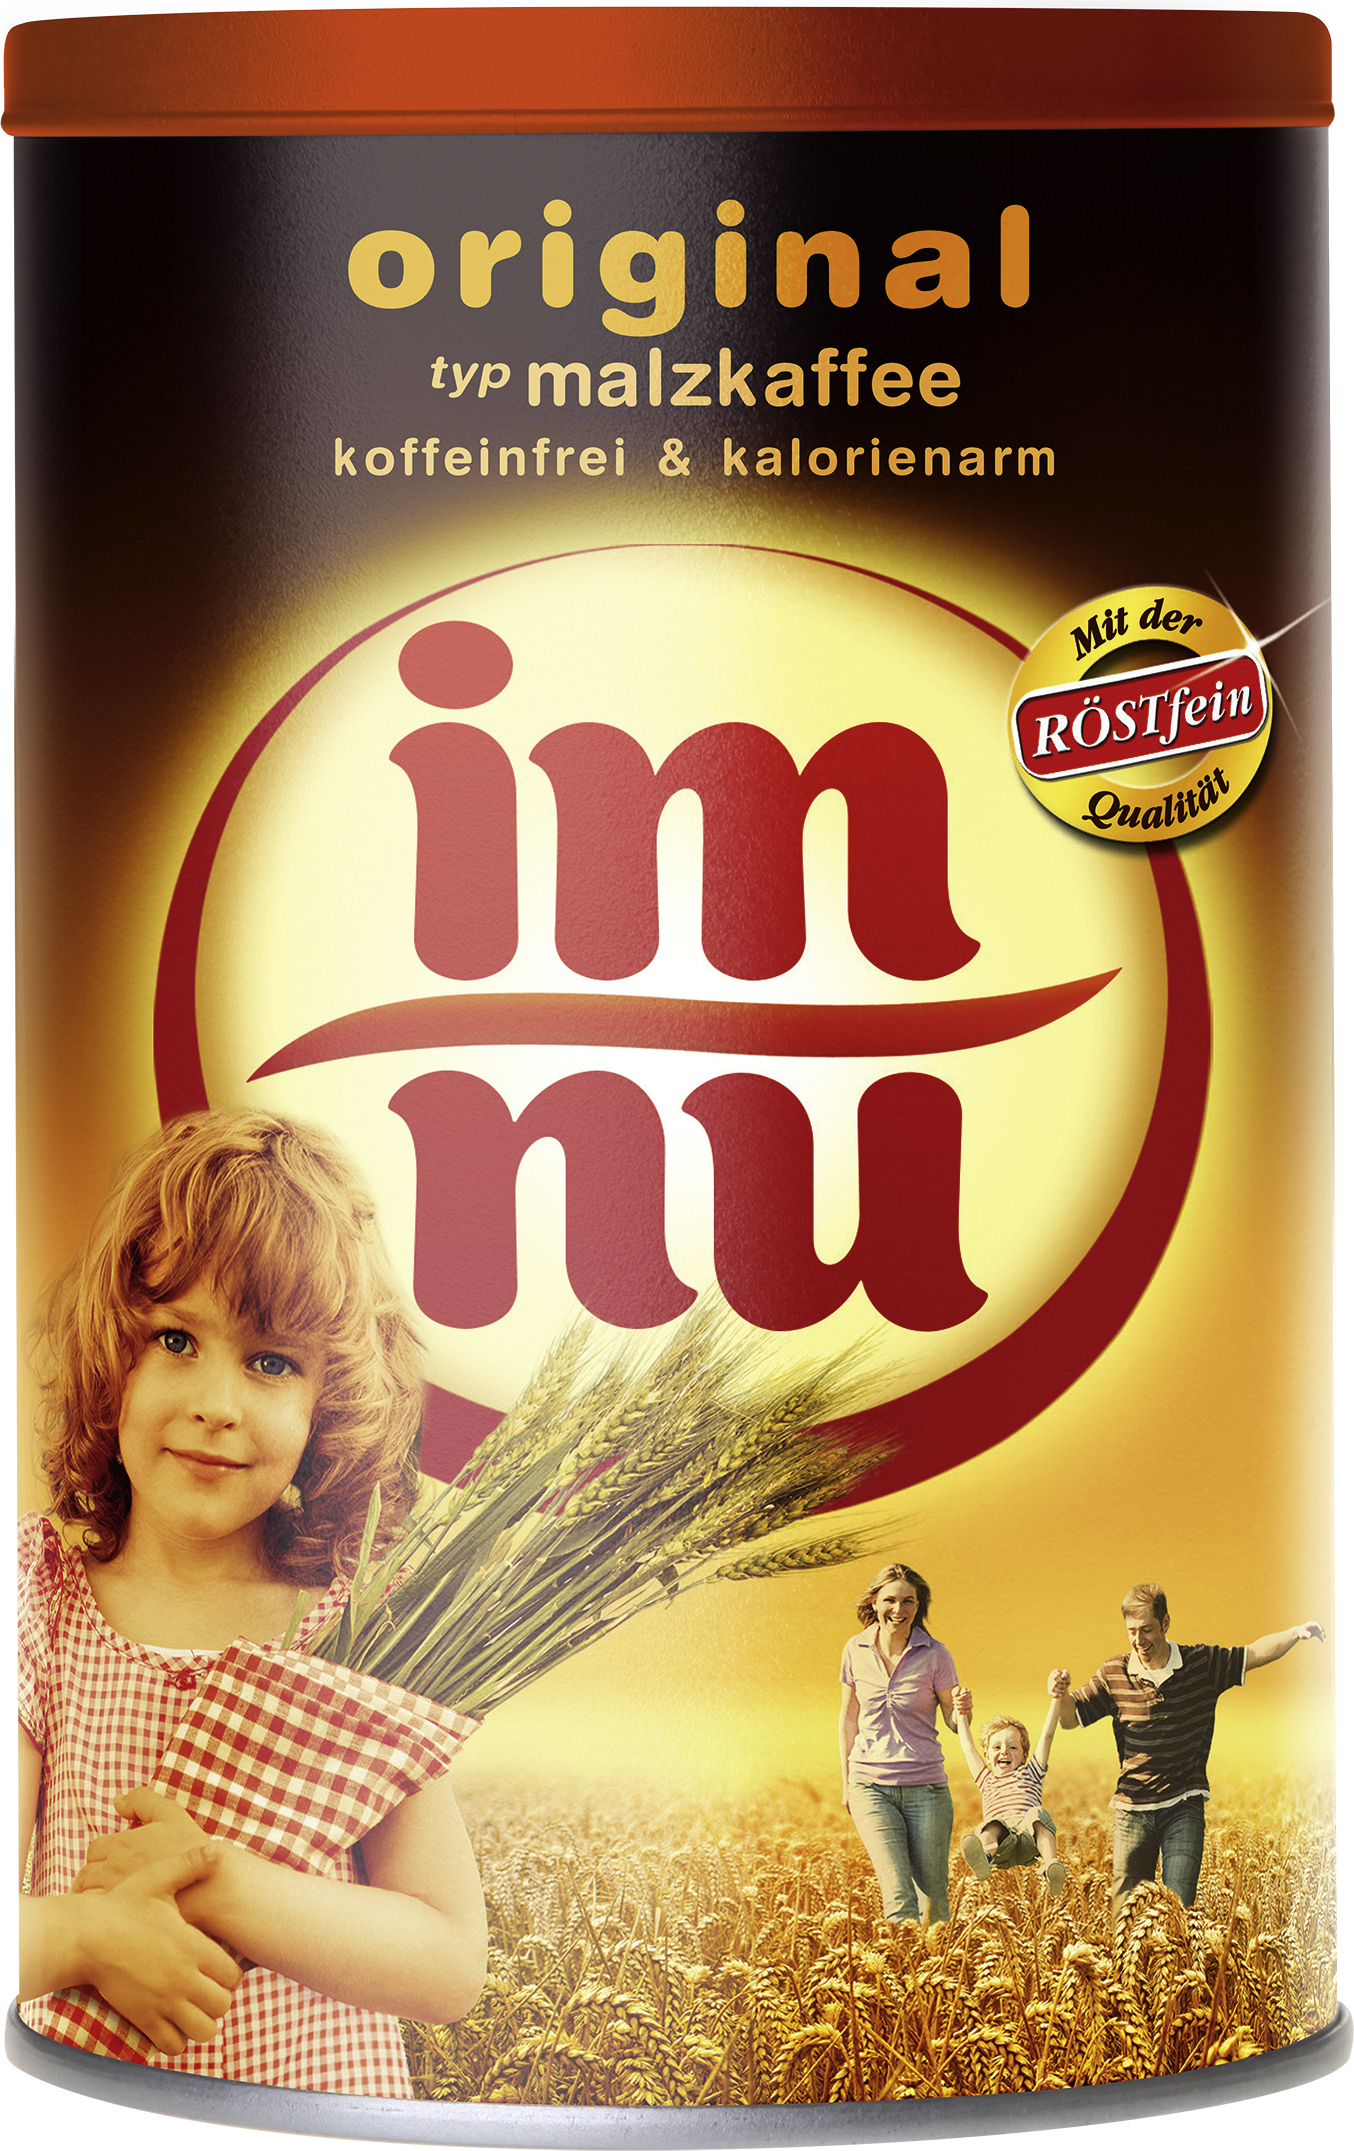 original
typ malzkaffee
koffeinfrei & kalorienarm
im
nu
Mit der
RÖSTfein
Qualität